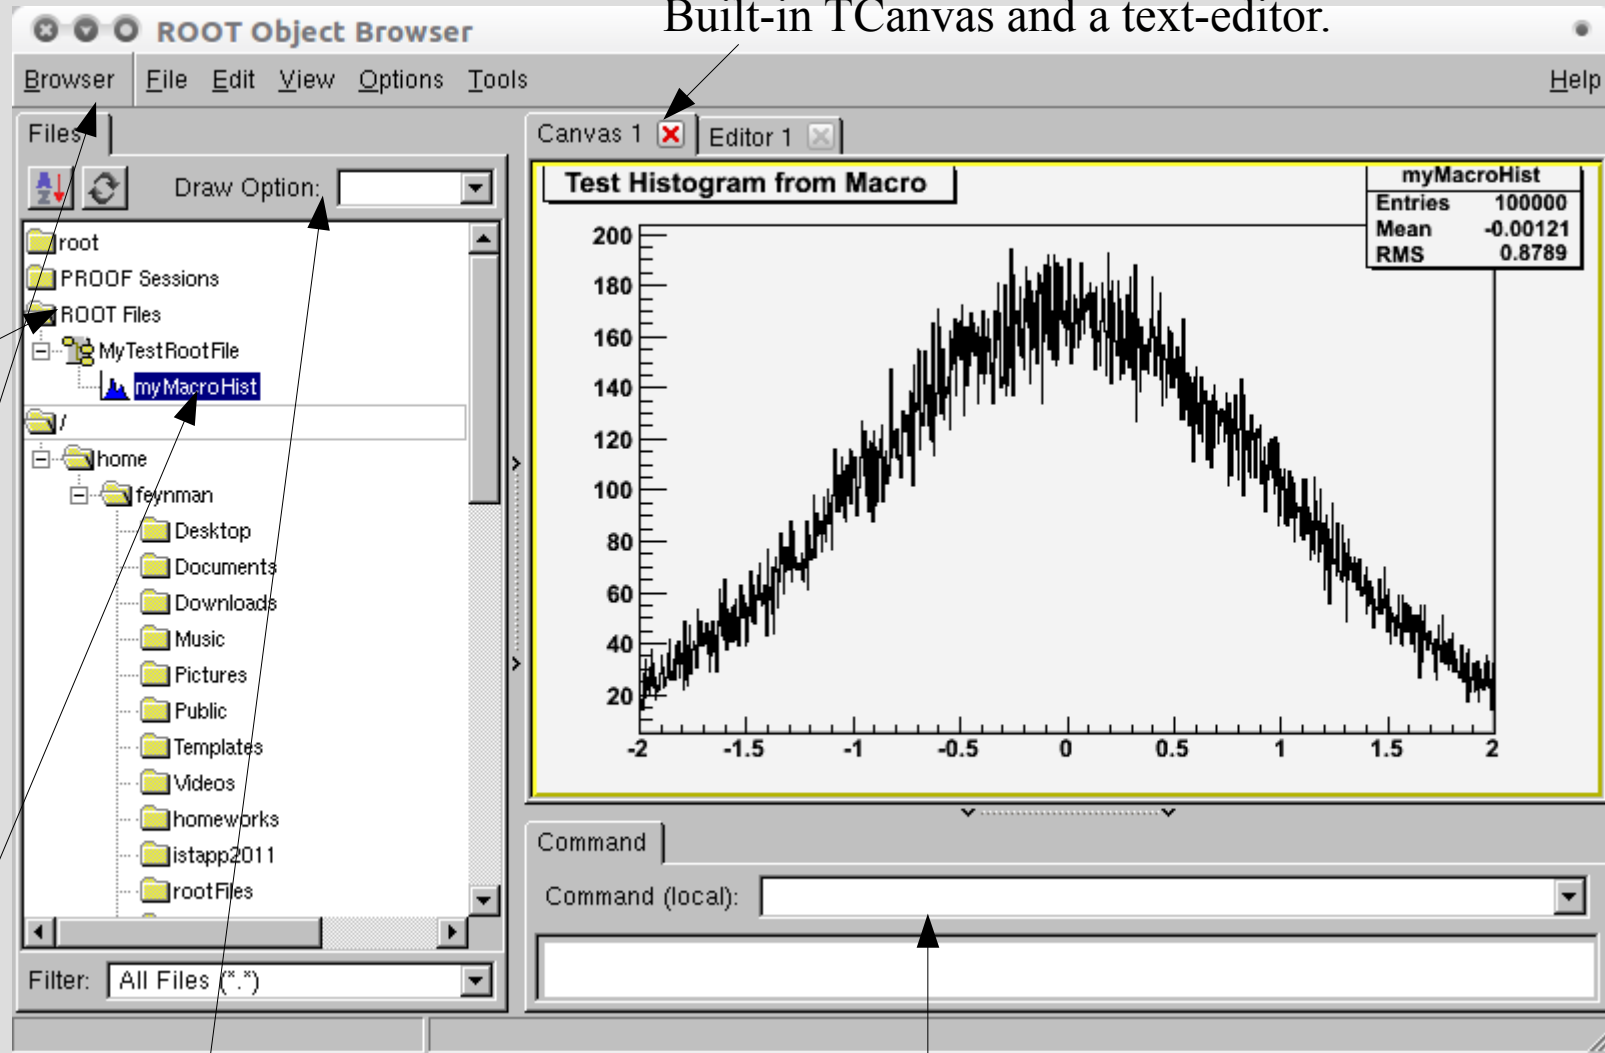 Built-in TCanvas and a text-editor.
ROOT Object Browser
Browser File Edit View Options Tools Help
Files
Draw Option:
root
PROOF Sessions
ROOT Files
MyTestRootFile
myMacroHist
/
home
feynman
Desktop
Documents
Downloads
Music
Pictures
Public
Templates
Videos
homeworks
istapp2011
rootFiles
Filter: All Files (*.*)
Canvas 1 Editor 1
Test Histogram from Macro
myMacroHist
Entries 100000
Mean -0.00121
RMS 0.8789
200
180
160
140
120
100
80
60
40
20
-2 -1.5 -1 -0.5 0 0.5 1 1.5 2
Command
Command (local):